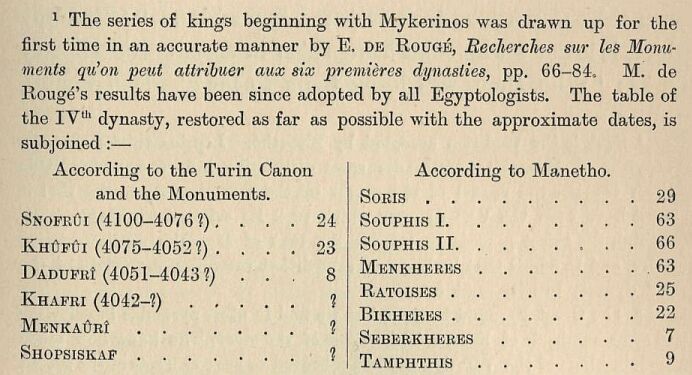 ¹ The series of kings beginning with Mykerinos was drawn up for the
first time in an accurate manner by E. DE ROUGÉ, Recherches sur les Monu-
ments qu'on peut attribuer aux six premières dynasties, pp. 66–84. M. de
Rougé's results have been since adopted by all Egyptologists. The table of
the IVth dynasty, restored as far as possible with the approximate dates, is
subjoined :—
According to the Turin Canon
and the Monuments.
SNOFRÛI (4100–4076 ?) . . . . 24
KHÛFÛI (4075–4052 ?) . . . . 23
DADUFRÎ (4051–4043 ?) . . . . 8
KHAFRI (4042–?) . . . . . ?
MENKAÛRÎ . . . . . . . ?
SHOPSISKAF . . . . . . . ?
According to Manetho.
SORIS . . . . . . . . 29
SOUPHIS I. . . . . . . . 63
SOUPHIS II. . . . . . . . 66
MENKHERES . . . . . . . 63
RATOISES . . . . . . . . 25
BIKHERES . . . . . . . . 22
SEBERKHERES . . . . . . 7
TAMPHTHIS . . . . . . . 9